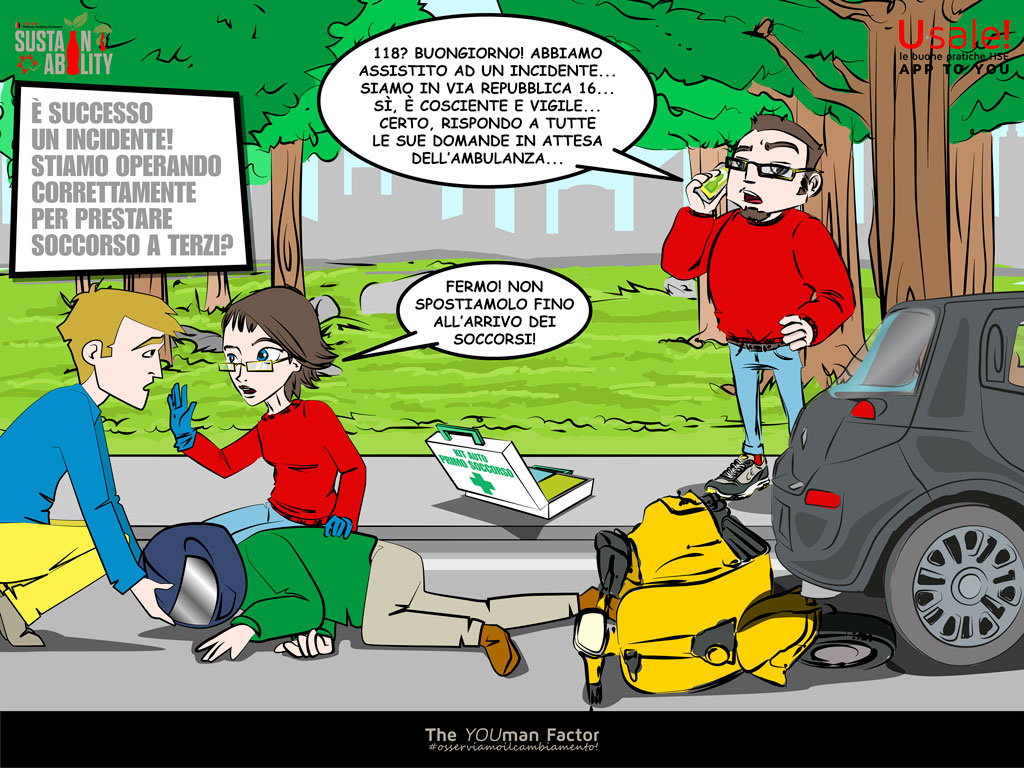 SUSTAIN
ABILITY
U·sale!
le buone pratiche HSE
APP TO YOU
È SUCCESSO
UN INCIDENTE!
STIAMO OPERANDO
CORRETTAMENTE
PER PRESTARE
SOCCORSO A TERZI?
118? BUONGIORNO! ABBIAMO
ASSISTITO AD UN INCIDENTE...
SIAMO IN VIA REPUBBLICA 16...
SÌ, È COSCIENTE E VIGILE...
CERTO, RISPONDO A TUTTE
LE SUE DOMANDE IN ATTESA
DELL'AMBULANZA...
FERMO! NON
SPOSTIAMOLO FINO
ALL'ARRIVO DEI
SOCCORSI!
KIT AUTO
PRIMO SOCCORSO
The YOUman Factor
#osserviamoilcambiamento!